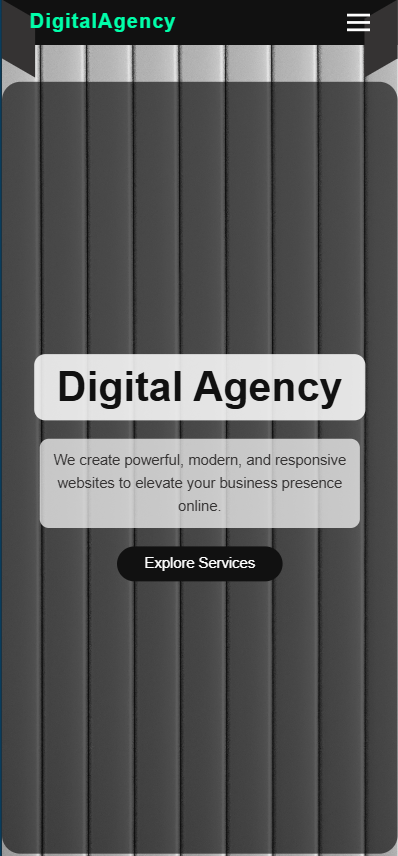 DigitalAgency
Digital Agency
We create powerful, modern, and responsive
websites to elevate your business presence
online.
Explore Services